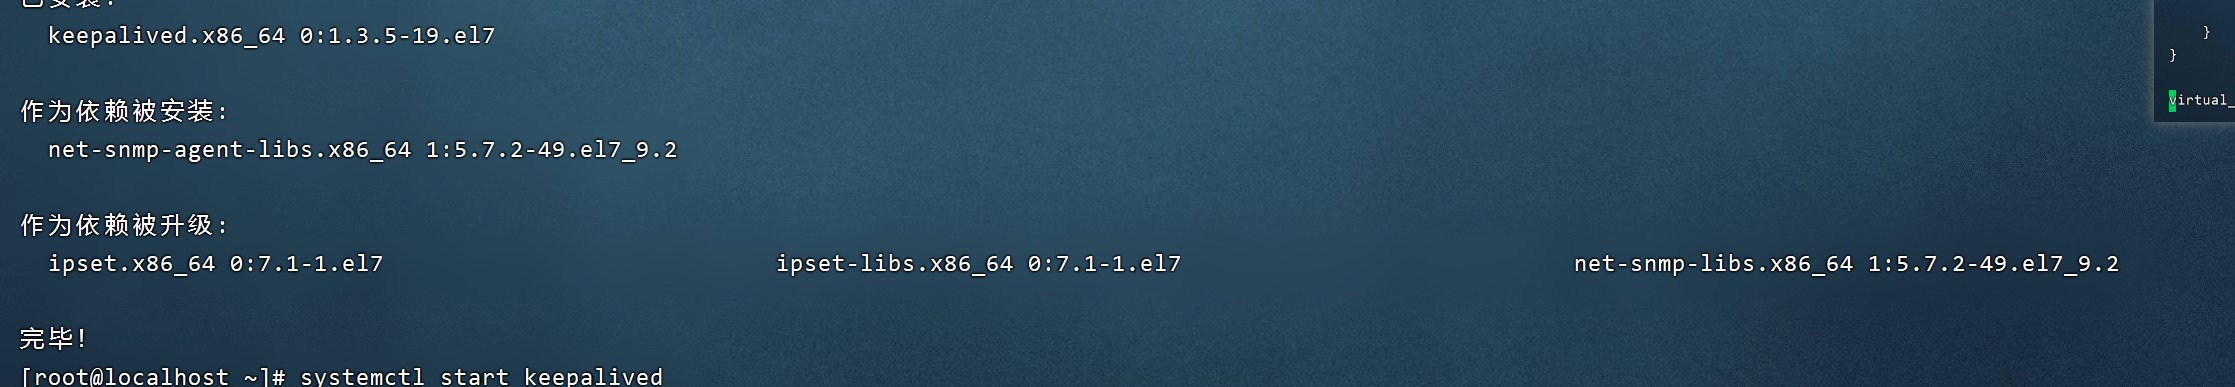 已安装:
keepalived.x86_64 0:1.3.5-19.el7
作为依赖被安装:
net-snmp-agent-libs.x86_64 1:5.7.2-49.el7_9.2
作为依赖被升级:
ipset.x86_64 0:7.1-1.el7 ipset-libs.x86_64 0:7.1-1.el7 net-snmp-libs.x86_64 1:5.7.2-49.el7_9.2
完毕!
[root@localhost ~]# systemctl start keepalived
}
}
virtual_